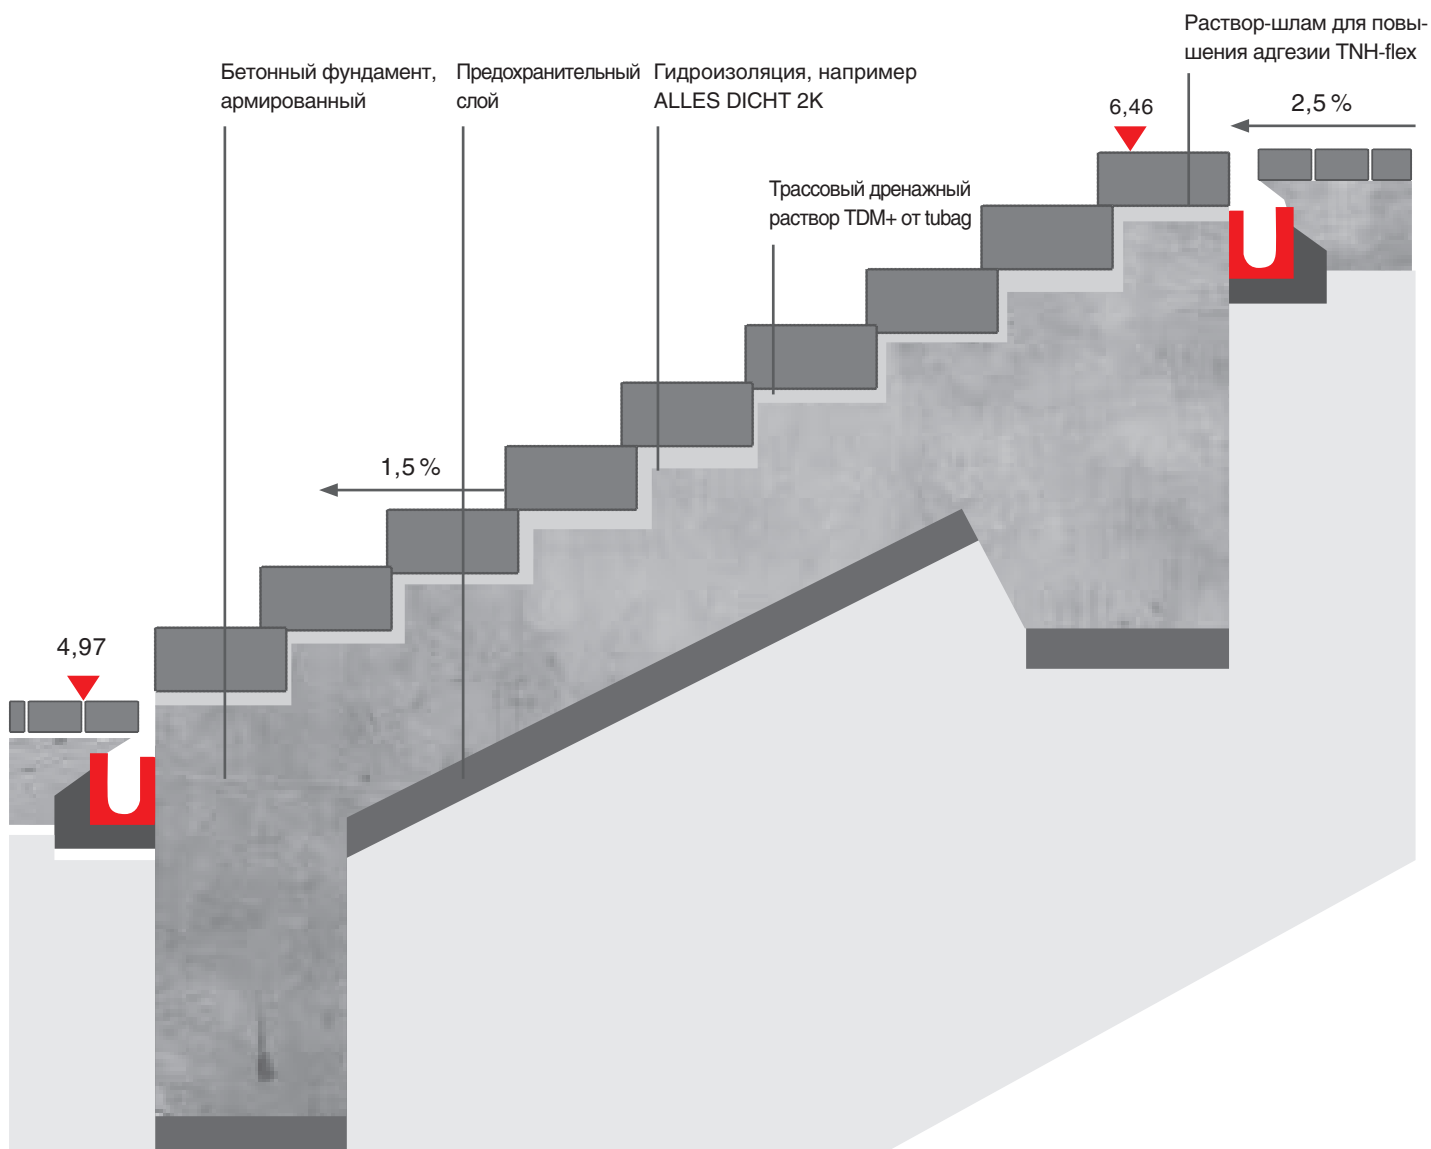 Раствор-шлам для повы-
шения адгезии TNH-flex
Бетонный фундамент,
армированный
Предохранительный
слой
Гидроизоляция, например
ALLES DICHT 2K
6,46
2,5 %
Трассовый дренажный
раствор TDM+ от tubag
1,5 %
4,97